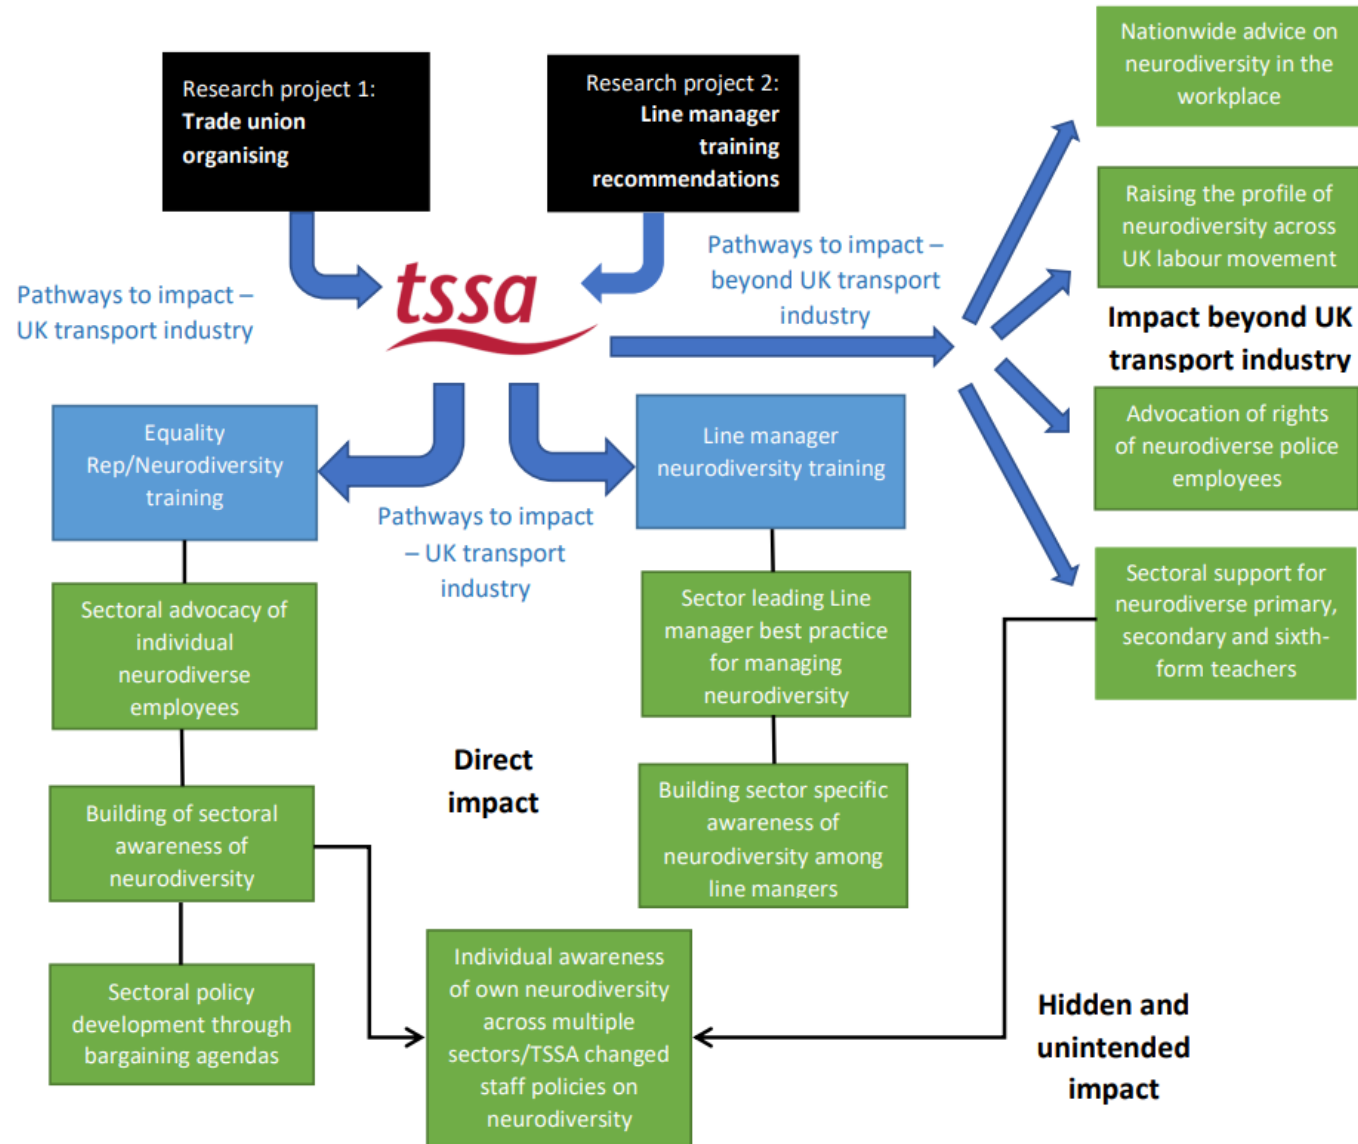 Research project 1:
Trade union
organising
Research project 2:
Line manager
training
recommendations
Nationwide advice on
neurodiversity in the
workplace
Raising the profile of
neurodiversity across
UK labour movement
Pathways to impact –
UK transport industry
tssa
Pathways to impact –
beyond UK transport
industry
Impact beyond UK
transport industry
Equality
Rep/Neurodiversity
training
Line manager
neurodiversity training
Advocation of rights
of neurodiverse police
employees
Pathways to impact
– UK transport
industry
Sectoral advocacy of
individual
neurodiverse
employees
Sector leading Line
manager best practice
for managing
neurodiversity
Sectoral support for
neurodiverse primary,
secondary and sixth-
form teachers
Direct
impact
Building of sectoral
awareness of
neurodiversity
Building sector specific
awareness of
neurodiversity among
line mangers
Sectoral policy
development through
bargaining agendas
Individual awareness
of own neurodiversity
across multiple
sectors/TSSA changed
staff policies on
neurodiversity
Hidden and
unintended
impact